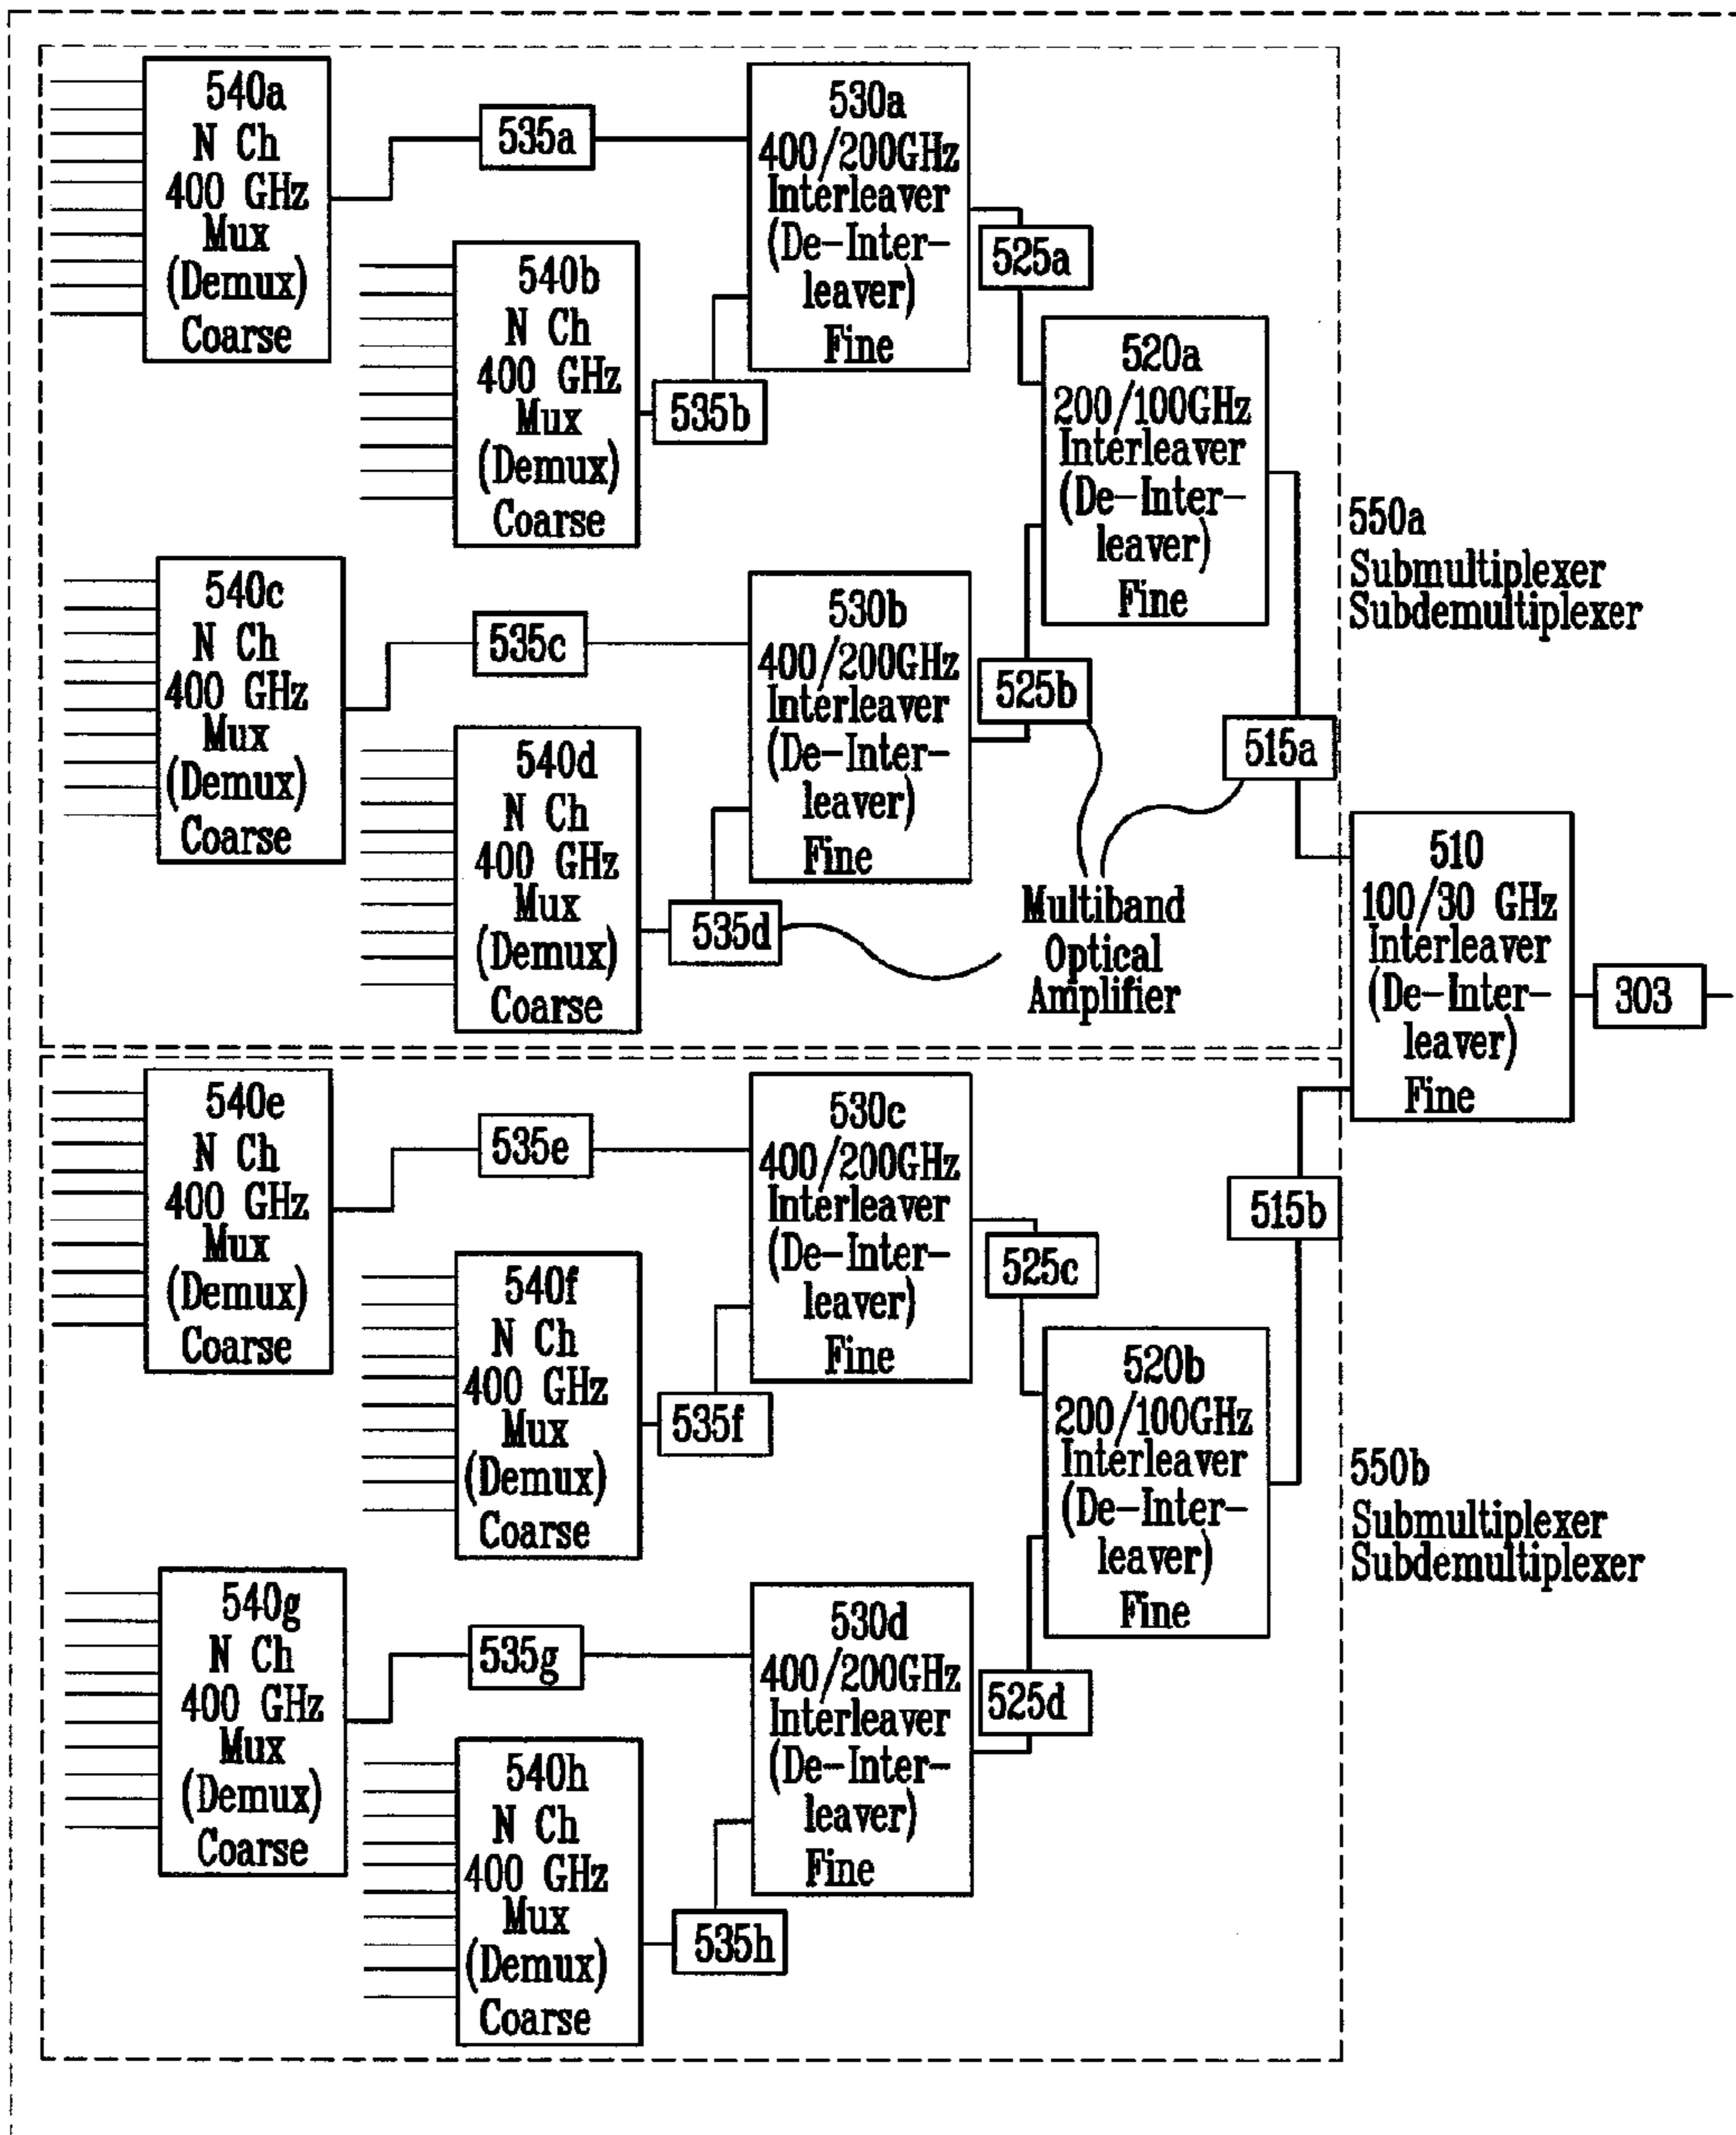 540a
N Ch
400 GHz
Mux
(Demux)
Coarse
535a
530a
400/200GHz
Interleaver
(De-Inter-
leaver)
Fine
540b
N Ch
400 GHz
Mux
(Demux)
Coarse
535b
525a
520a
200/100GHz
Interleaver
(De-Inter-
leaver)
Fine
550a
Submultiplexer
Subdemultiplexer
540c
N Ch
400 GHz
Mux
(Demux)
Coarse
535c
530b
400/200GHz
Interleaver
(De-Inter-
leaver)
Fine
525b
515a
540d
N Ch
400 GHz
Mux
(Demux)
Coarse
535d
Multiband
Optical
Amplifier
510
100/30 GHz
Interleaver
(De-Inter-
leaver)
Fine
303
540e
N Ch
400 GHz
Mux
(Demux)
Coarse
535e
530c
400/200GHz
Interleaver
(De-Inter-
leaver)
Fine
515b
525c
540f
N Ch
400 GHz
Mux
(Demux)
Coarse
535f
520b
200/100GHz
Interleaver
(De-Inter-
leaver)
Fine
550b
Submultiplexer
Subdemultiplexer
540g
N Ch
400 GHz
Mux
(Demux)
Coarse
535g
530d
400/200GHz
Interleaver
(De-Inter-
leaver)
Fine
525d
540h
N Ch
400 GHz
Mux
(Demux)
Coarse
535h